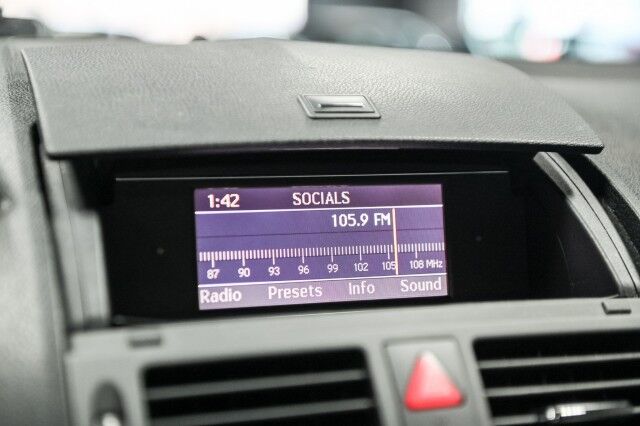 1:42 SOCIALS
105.9 FM
87 90 93 96 99 102 105 108 MHz
Radio Presets Info Sound